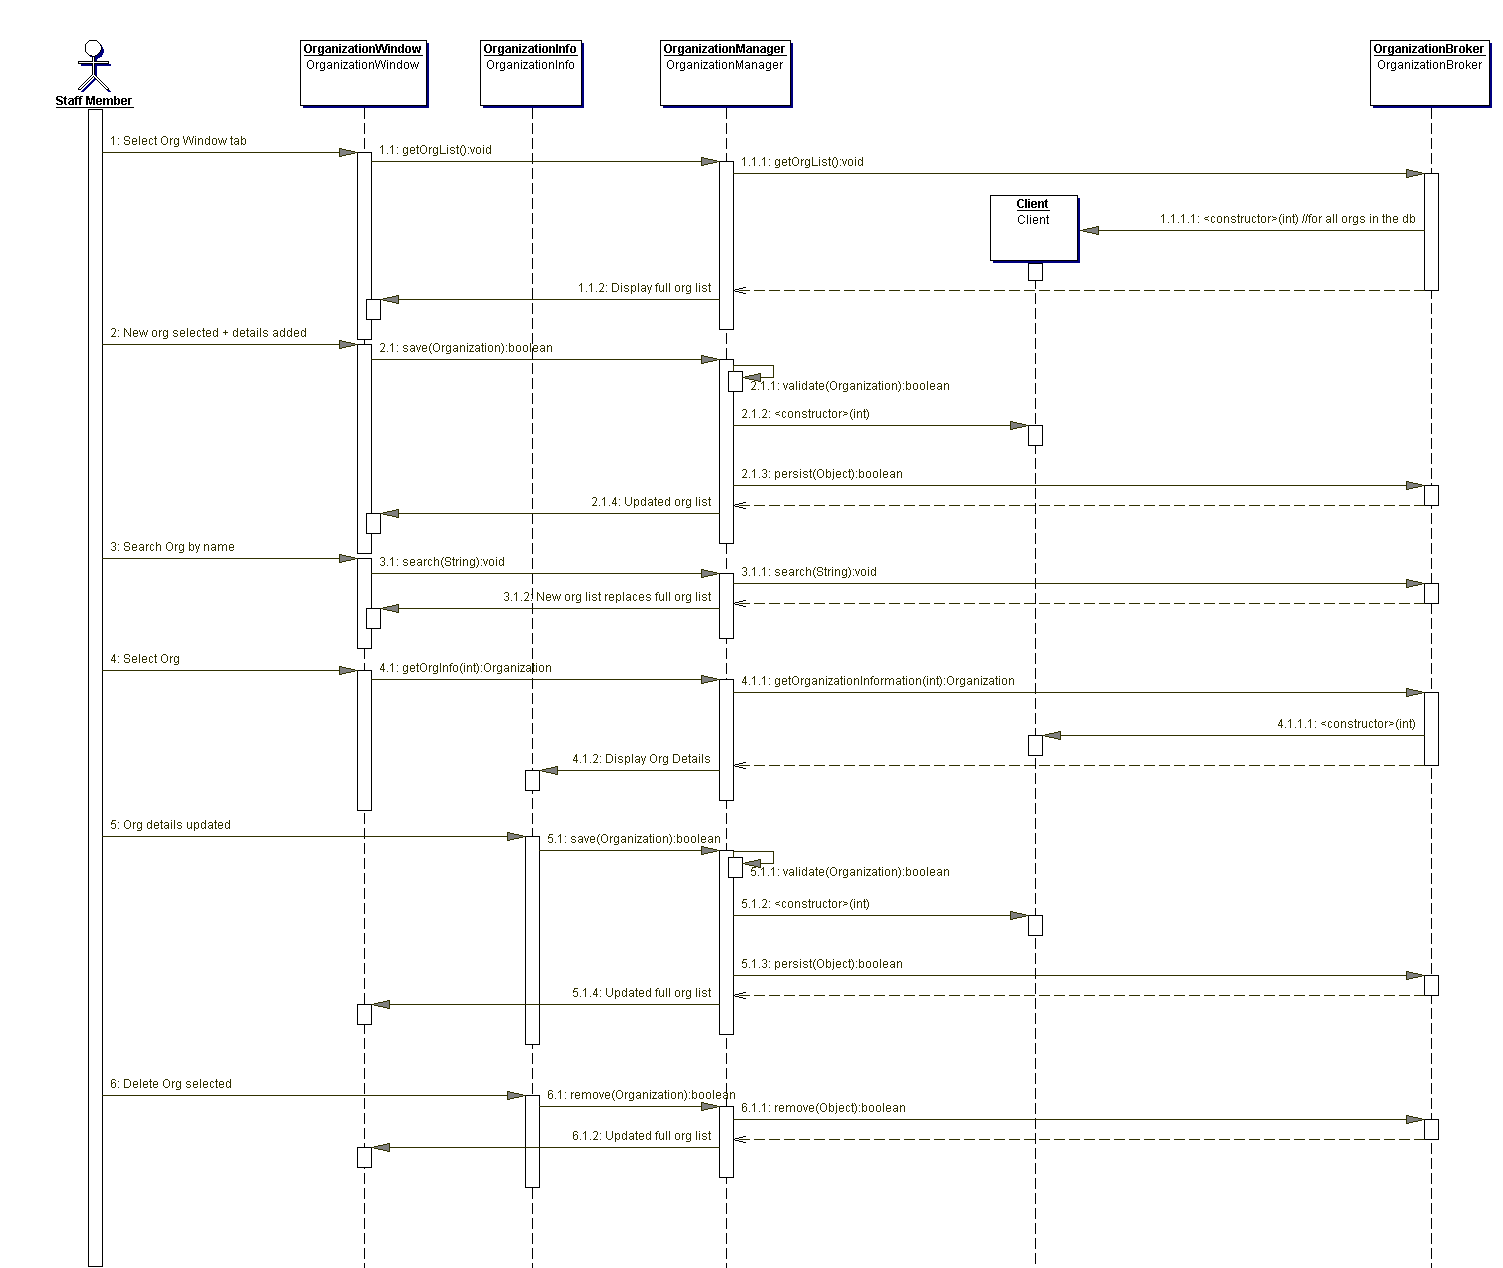 Staff Member
OrganizationWindow
OrganizationWindow
OrganizationInfo
OrganizationInfo
OrganizationManager
OrganizationManager
OrganizationBroker
OrganizationBroker
1: Select Org Window tab
1.1: getOrgList():void
1.1.1: getOrgList():void
Client
Client
1.1.1.1: <constructor>(int) //for all orgs in the db
1.1.2: Display full org list
2: New org selected + details added
2.1: save(Organization):boolean
2.1.1: validate(Organization):boolean
2.1.2: <constructor>(int)
2.1.3: persist(Object):boolean
2.1.4: Updated org list
3: Search Org by name
3.1: search(String):void
3.1.1: search(String):void
3.1.2: New org list replaces full org list
4: Select Org
4.1: getOrgInfo(int):Organization
4.1.1: getOrganizationInformation(int):Organization
4.1.1.1: <constructor>(int)
4.1.2: Display Org Details
5: Org details updated
5.1: save(Organization):boolean
5.1.1: validate(Organization):boolean
5.1.2: <constructor>(int)
5.1.3: persist(Object):boolean
5.1.4: Updated full org list
6: Delete Org selected
6.1: remove(Organization):boolean
6.1.1: remove(Object):boolean
6.1.2: Updated full org list